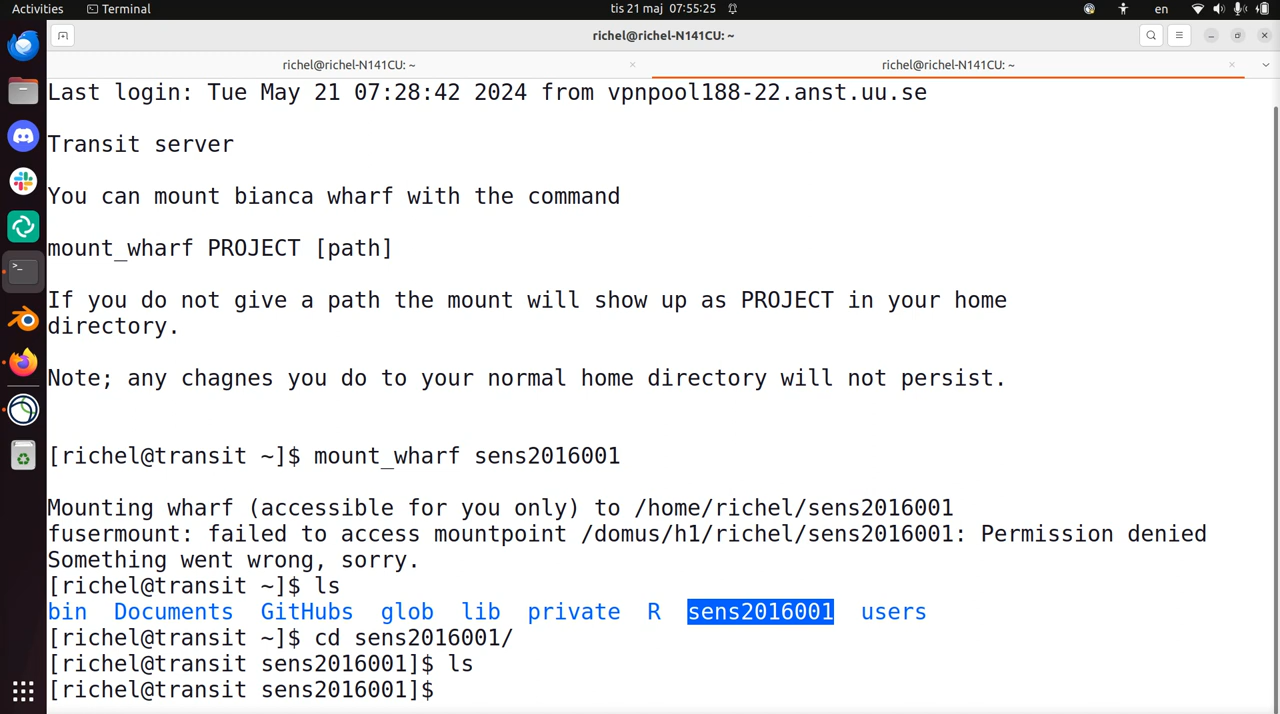 Activities Terminal tis 21 maj 07:55:25 en
richel@richel-N141CU: ~
richel@richel-N141CU: ~ × richel@richel-N141CU: ~ ×
Last login: Tue May 21 07:28:42 2024 from vpnpool188-22.anst.uu.se
Transit server
You can mount bianca wharf with the command
mount_wharf PROJECT [path]
If you do not give a path the mount will show up as PROJECT in your home
directory.
Note; any chagnes you do to your normal home directory will not persist.
[richel@transit ~]$ mount_wharf sens2016001
Mounting wharf (accessible for you only) to /home/richel/sens2016001
fusermount: failed to access mountpoint /domus/h1/richel/sens2016001: Permission denied
Something went wrong, sorry.
[richel@transit ~]$ ls
bin Documents GitHubs glob lib private R sens2016001 users
[richel@transit ~]$ cd sens2016001/
[richel@transit sens2016001]$ ls
[richel@transit sens2016001]$